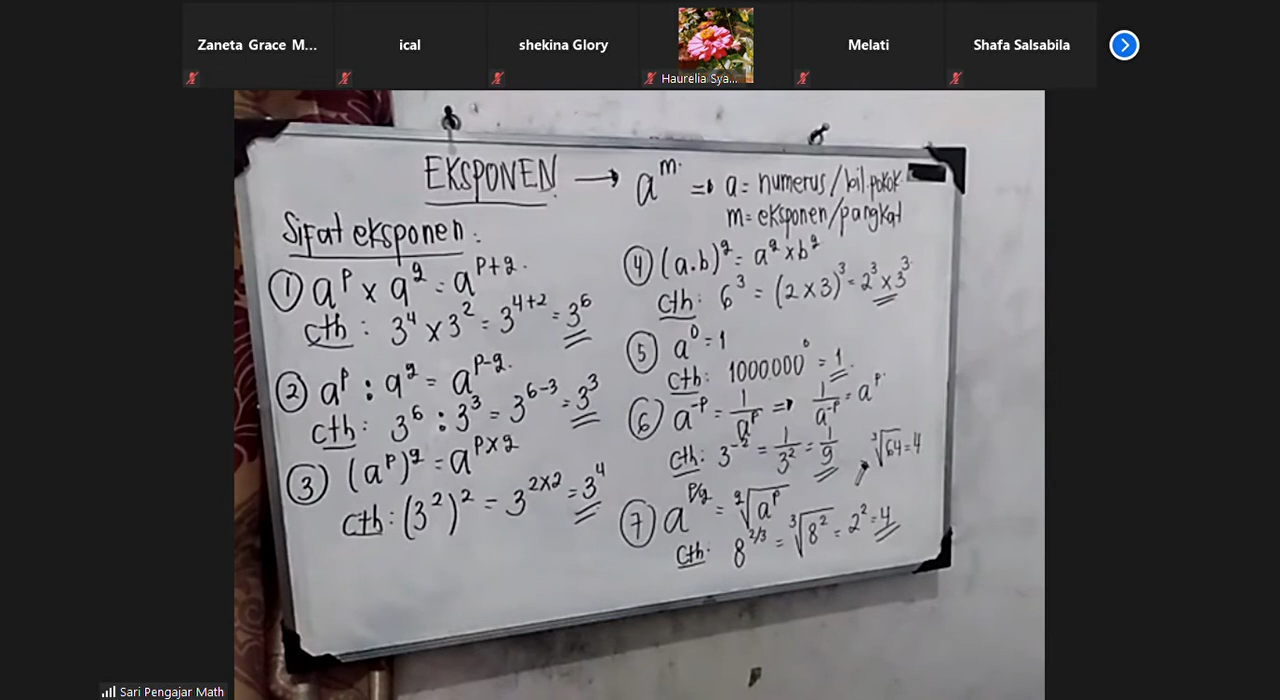 Zaneta Grace M...
ical
shekina Glory
Haurelia Sya...
Melati
Shafa Salsabila
EKSPONEN → a^m ⇒ a = numerus/bil.pokok
m = eksponen/pangkat
Sifat eksponen:
① a^p x a^q = a^(p+q)
Cth: 3^4 x 3^2 = 3^(4+2) = 3^6
② a^p : a^q = a^(p-q)
Cth: 3^6 : 3^3 = 3^(6-3) = 3^3
③ (a^p)^q = a^(p x q)
Cth: (3^2)^2 = 3^(2x2) = 3^4
④ (a.b)^q = a^q x b^q
Cth: 6^3 = (2 x 3)^3 = 2^3 x 3^3
⑤ a^0 = 1
Cth: 1000.000^0 = 1
⑥ a^-p = 1/a^p ⇒ 1/a^-p = a^p
Cth: 3^-2 = 1/3^2 = 1/9
∛64 = 4
⑦ a^(p/q) = q√a^p
Cth: 8^(2/3) = ∛8^2 = 2^2 = 4
Sari Pengajar Math